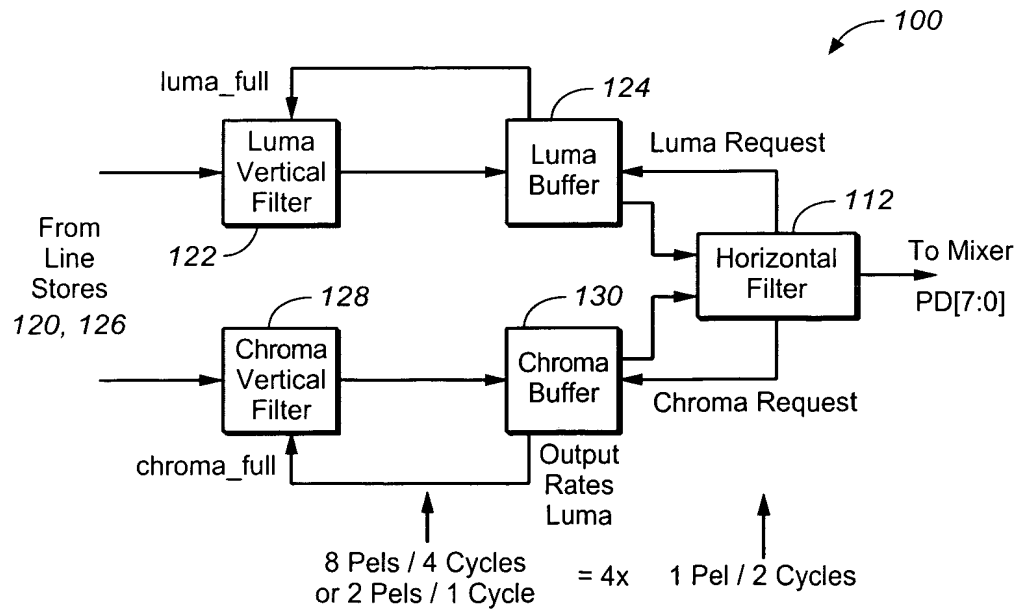 100
luma_full
124
Luma
Vertical
Filter
Luma
Buffer
Luma Request
112
From
Line
Stores
120, 126
122
Horizontal
Filter
To Mixer
PD[7:0]
128
130
Chroma
Vertical
Filter
Chroma
Buffer
Chroma Request
chroma_full
Output
Rates
Luma
8 Pels / 4 Cycles
or 2 Pels / 1 Cycle
= 4x
1 Pel / 2 Cycles